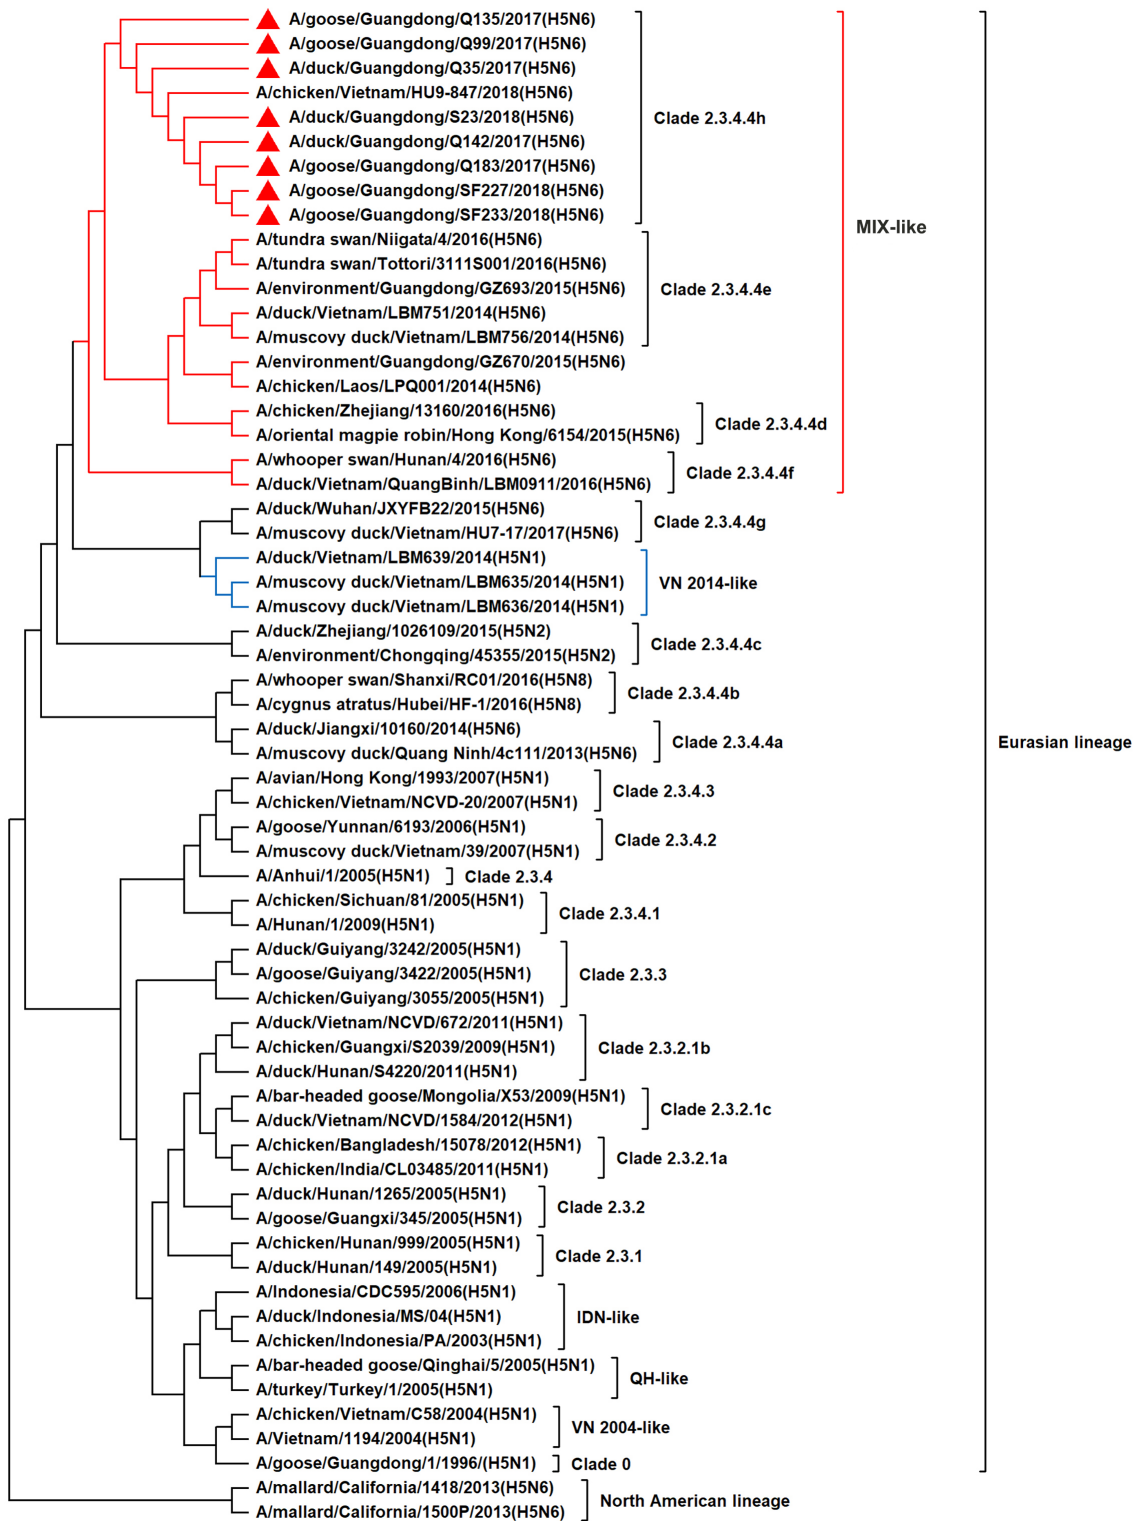 A/goose/Guangdong/Q135/2017(H5N6)
A/goose/Guangdong/Q99/2017(H5N6)
A/duck/Guangdong/Q35/2017(H5N6)
A/chicken/Vietnam/HU9-847/2018(H5N6)
A/duck/Guangdong/S23/2018(H5N6)
Clade 2.3.4.4h
A/duck/Guangdong/Q142/2017(H5N6)
A/goose/Guangdong/Q183/2017(H5N6)
A/goose/Guangdong/SF227/2018(H5N6)
A/goose/Guangdong/SF233/2018(H5N6)
MIX-like
A/tundra swan/Niigata/4/2016(H5N6)
A/tundra swan/Tottori/3111S001/2016(H5N6)
A/environment/Guangdong/GZ693/2015(H5N6)
Clade 2.3.4.4e
A/duck/Vietnam/LBM751/2014(H5N6)
A/muscovy duck/Vietnam/LBM756/2014(H5N6)
A/environment/Guangdong/GZ670/2015(H5N6)
A/chicken/Laos/LPQ001/2014(H5N6)
A/chicken/Zhejiang/13160/2016(H5N6)
Clade 2.3.4.4d
A/oriental magpie robin/Hong Kong/6154/2015(H5N6)
A/whooper swan/Hunan/4/2016(H5N6)
Clade 2.3.4.4f
A/duck/Vietnam/QuangBinh/LBM0911/2016(H5N6)
A/duck/Wuhan/JXYFB22/2015(H5N6)
Clade 2.3.4.4g
A/muscovy duck/Vietnam/HU7-17/2017(H5N6)
A/duck/Vietnam/LBM639/2014(H5N1)
A/muscovy duck/Vietnam/LBM635/2014(H5N1)
VN 2014-like
A/muscovy duck/Vietnam/LBM636/2014(H5N1)
A/duck/Zhejiang/1026109/2015(H5N2)
Clade 2.3.4.4c
A/environment/Chongqing/45355/2015(H5N2)
A/whooper swan/Shanxi/RC01/2016(H5N8)
Clade 2.3.4.4b
A/cygnus atratus/Hubei/HF-1/2016(H5N8)
A/duck/Jiangxi/10160/2014(H5N6)
Clade 2.3.4.4a
Eurasian lineage
A/muscovy duck/Quang Ninh/4c111/2013(H5N6)
A/avian/Hong Kong/1993/2007(H5N1)
Clade 2.3.4.3
A/chicken/Vietnam/NCVD-20/2007(H5N1)
A/goose/Yunnan/6193/2006(H5N1)
Clade 2.3.4.2
A/muscovy duck/Vietnam/39/2007(H5N1)
A/Anhui/1/2005(H5N1)
Clade 2.3.4
A/chicken/Sichuan/81/2005(H5N1)
Clade 2.3.4.1
A/Hunan/1/2009(H5N1)
A/duck/Guiyang/3242/2005(H5N1)
A/goose/Guiyang/3422/2005(H5N1)
Clade 2.3.3
A/chicken/Guiyang/3055/2005(H5N1)
A/duck/Vietnam/NCVD/672/2011(H5N1)
A/chicken/Guangxi/S2039/2009(H5N1)
Clade 2.3.2.1b
A/duck/Hunan/S4220/2011(H5N1)
A/bar-headed goose/Mongolia/X53/2009(H5N1)
Clade 2.3.2.1c
A/duck/Vietnam/NCVD/1584/2012(H5N1)
A/chicken/Bangladesh/15078/2012(H5N1)
Clade 2.3.2.1a
A/chicken/India/CL03485/2011(H5N1)
A/duck/Hunan/1265/2005(H5N1)
Clade 2.3.2
A/goose/Guangxi/345/2005(H5N1)
A/chicken/Hunan/999/2005(H5N1)
Clade 2.3.1
A/duck/Hunan/149/2005(H5N1)
A/Indonesia/CDC595/2006(H5N1)
A/duck/Indonesia/MS/04(H5N1)
IDN-like
A/chicken/Indonesia/PA/2003(H5N1)
A/bar-headed goose/Qinghai/5/2005(H5N1)
QH-like
A/turkey/Turkey/1/2005(H5N1)
A/chicken/Vietnam/C58/2004(H5N1)
VN 2004-like
A/Vietnam/1194/2004(H5N1)
A/goose/Guangdong/1/1996/(H5N1)
Clade 0
A/mallard/California/1418/2013(H5N6)
North American lineage
A/mallard/California/1500P/2013(H5N6)